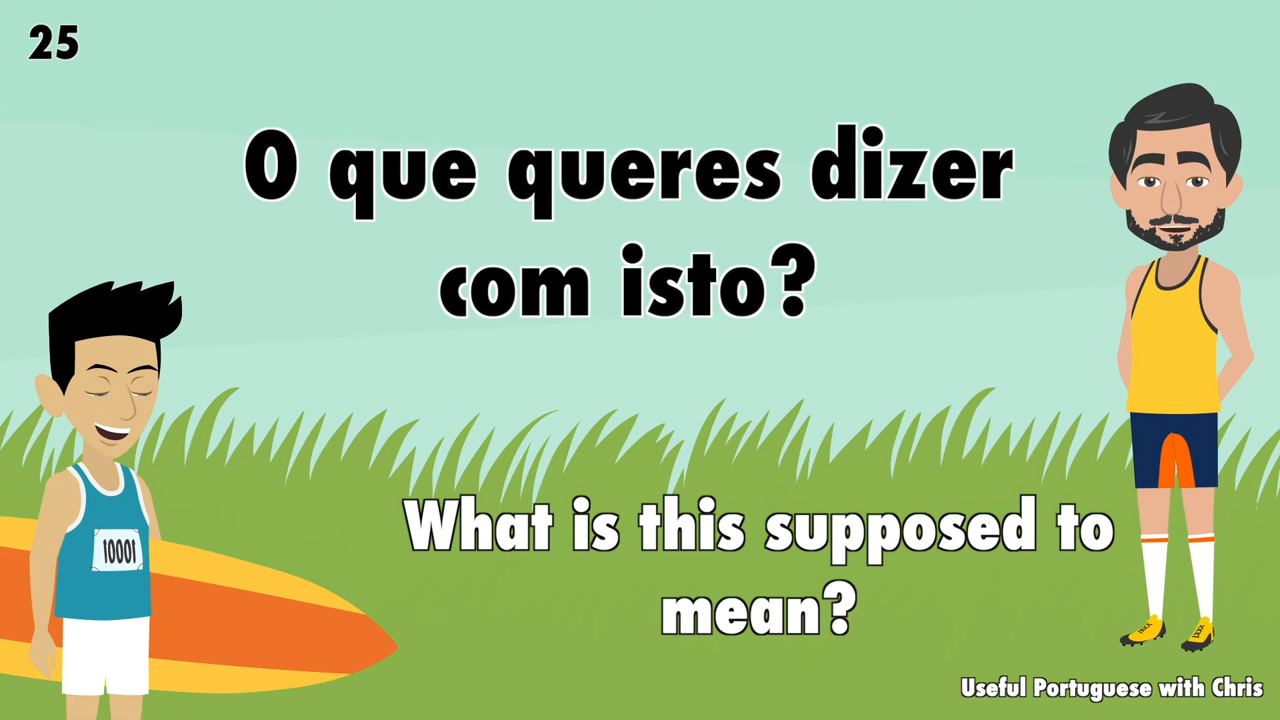 25
O que queres dizer
com isto?
What is this supposed to
mean?
10001
Useful Portuguese with Chris